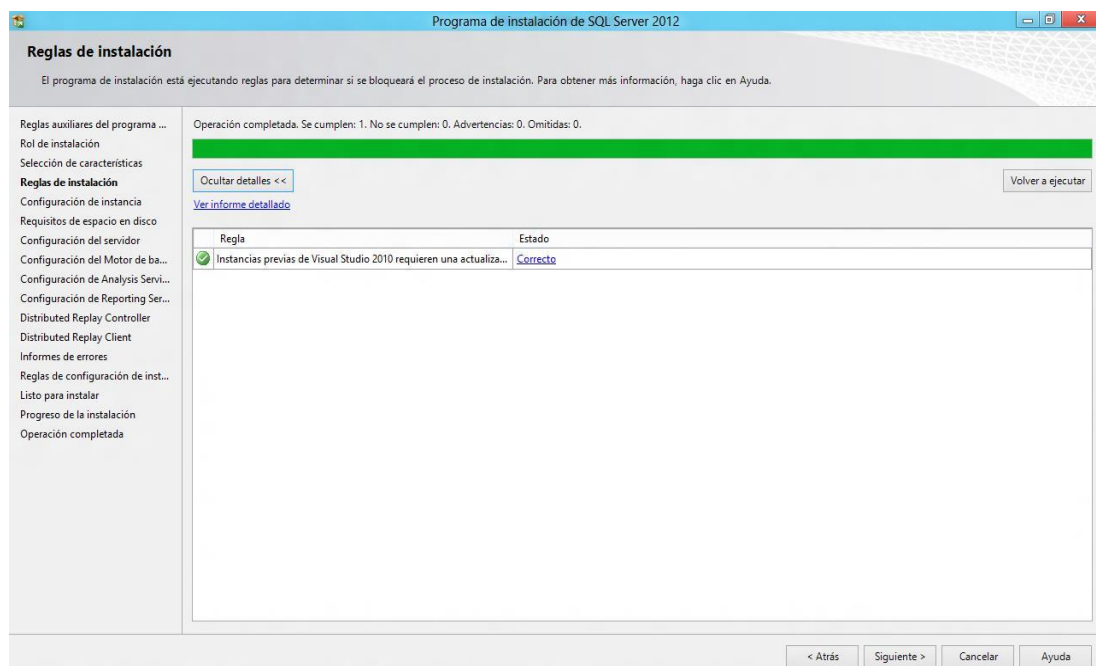 Programa de instalación de SQL Server 2012
Reglas de instalación
El programa de instalación está ejecutando reglas para determinar si se bloqueará el proceso de instalación. Para obtener más información, haga clic en Ayuda.
Reglas auxiliares del programa ...
Rol de instalación
Selección de características
Reglas de instalación
Configuración de instancia
Requisitos de espacio en disco
Configuración del servidor
Configuración del Motor de ba...
Configuración de Analysis Servi...
Configuración de Reporting Ser...
Distributed Replay Controller
Distributed Replay Client
Informes de errores
Reglas de configuración de inst...
Listo para instalar
Progreso de la instalación
Operación completada
Operación completada. Se cumplen: 1. No se cumplen: 0. Advertencias: 0. Omitidas: 0.
Ocultar detalles <<
Volver a ejecutar
Ver informe detallado
Regla Estado
Instancias previas de Visual Studio 2010 requieren una actualiza... Correcto
< Atrás Siguiente > Cancelar Ayuda